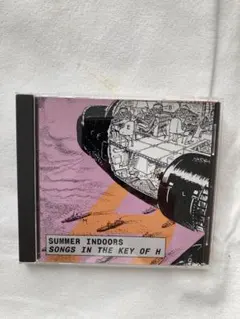 SUMMER INDOORS
SONGS IN THE KEY OF H